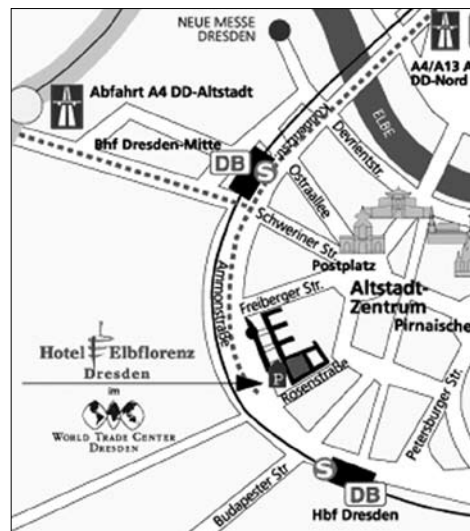 NEUE MESSE
DRESDEN
A4/A13 A
DD-Nord
Abfahrt A4 DD-Altstadt
ELBE
Bhf Dresden-Mitte
DB
S
Devrientstr.
Ostraallee
Schweriner Str.
Postplatz
Ammonstraße
Freiberger Str.
Altstadt-
Zentrum
Pirnaische
Hotel Elbflorenz
Dresden
im
WORLD TRADE CENTER
DRESDEN
P
Rosenstraße
Petersburger Str.
Budapester Str
S
DB
Hbf Dresden